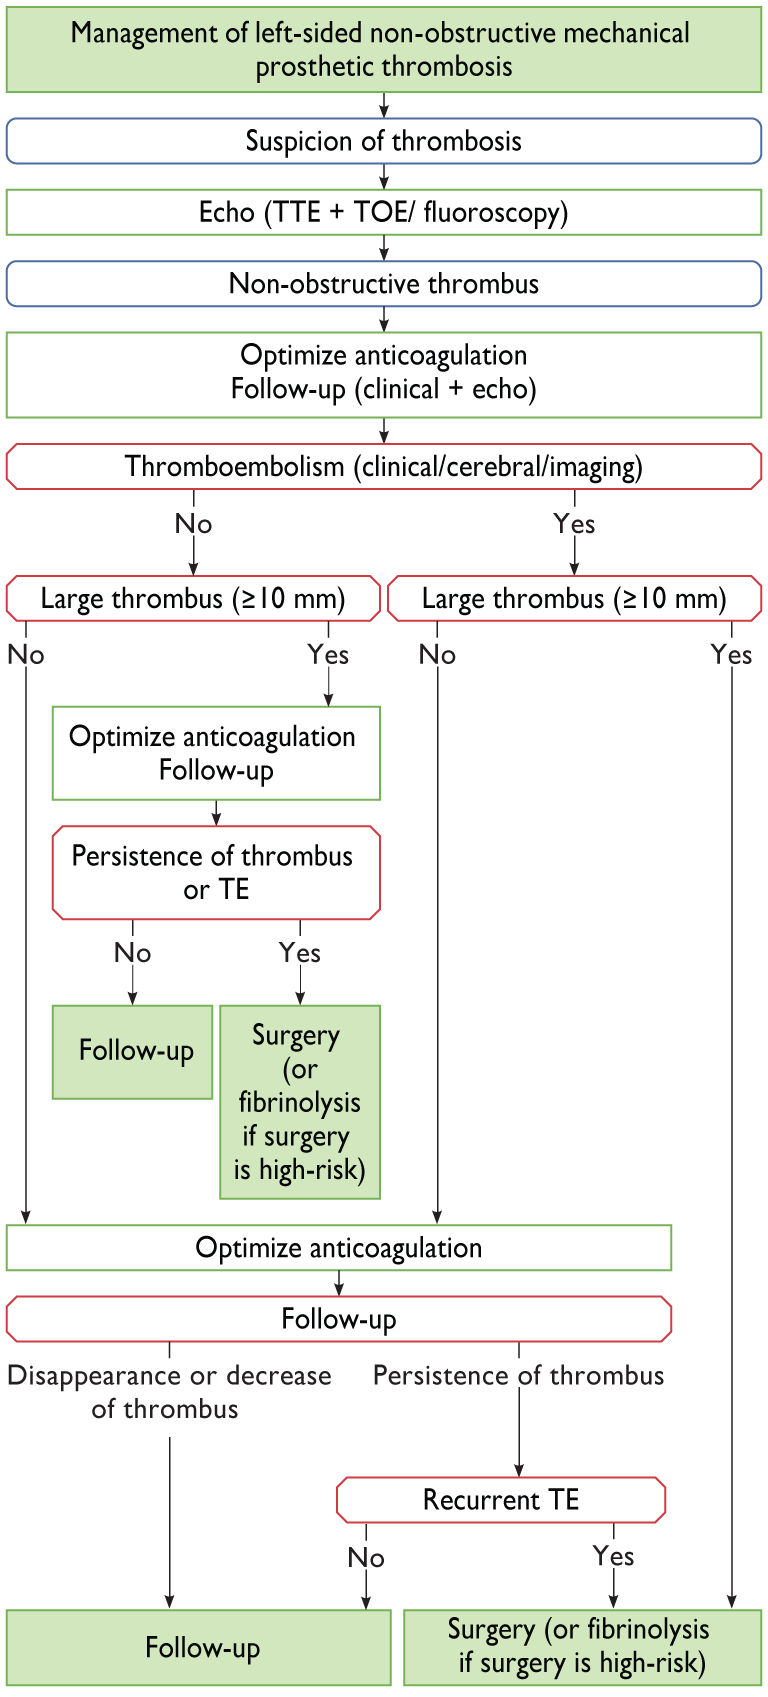 Management of left-sided non-obstructive mechanical
prosthetic thrombosis
Suspicion of thrombosis
Echo (TTE + TOE/ fluoroscopy)
Non-obstructive thrombus
Optimize anticoagulation
Follow-up (clinical + echo)
Thromboembolism (clinical/cerebral/imaging)
No
Yes
Large thrombus (≥10 mm)
Large thrombus (≥10 mm)
No
Yes
No
Yes
Optimize anticoagulation
Follow-up
Persistence of thrombus
or TE
No
Yes
Follow-up
Surgery
(or
fibrinolysis
if surgery
is high-risk)
Optimize anticoagulation
Follow-up
Disappearance or decrease
of thrombus
Persistence of thrombus
Recurrent TE
No
Yes
Follow-up
Surgery (or fibrinolysis
if surgery is high-risk)